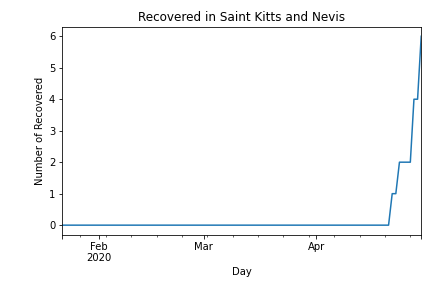 Recovered in Saint Kitts and Nevis
Number of Recovered
6
5
4
3
2
1
0
Feb
2020
Mar
Apr
Day